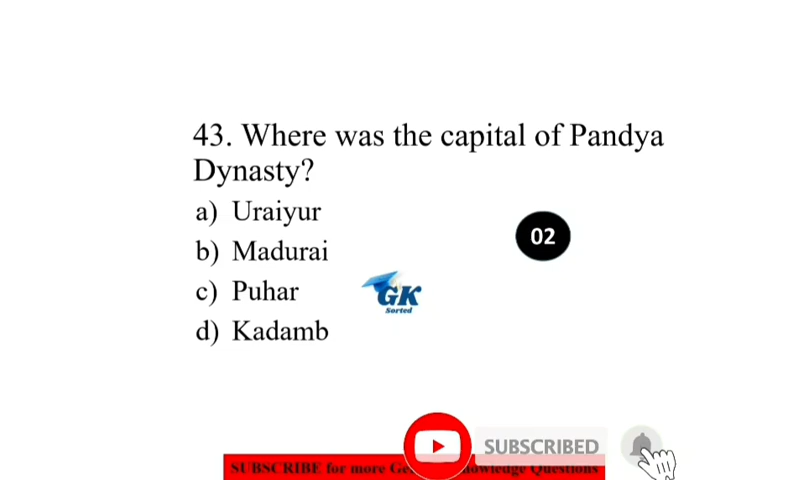 43. Where was the capital of Pandya
Dynasty?
a) Uraiyur
b) Madurai
c) Puhar
d) Kadamb
02
GK
Sorted
SUBSCRIBED
SUBSCRIBE for more Questions